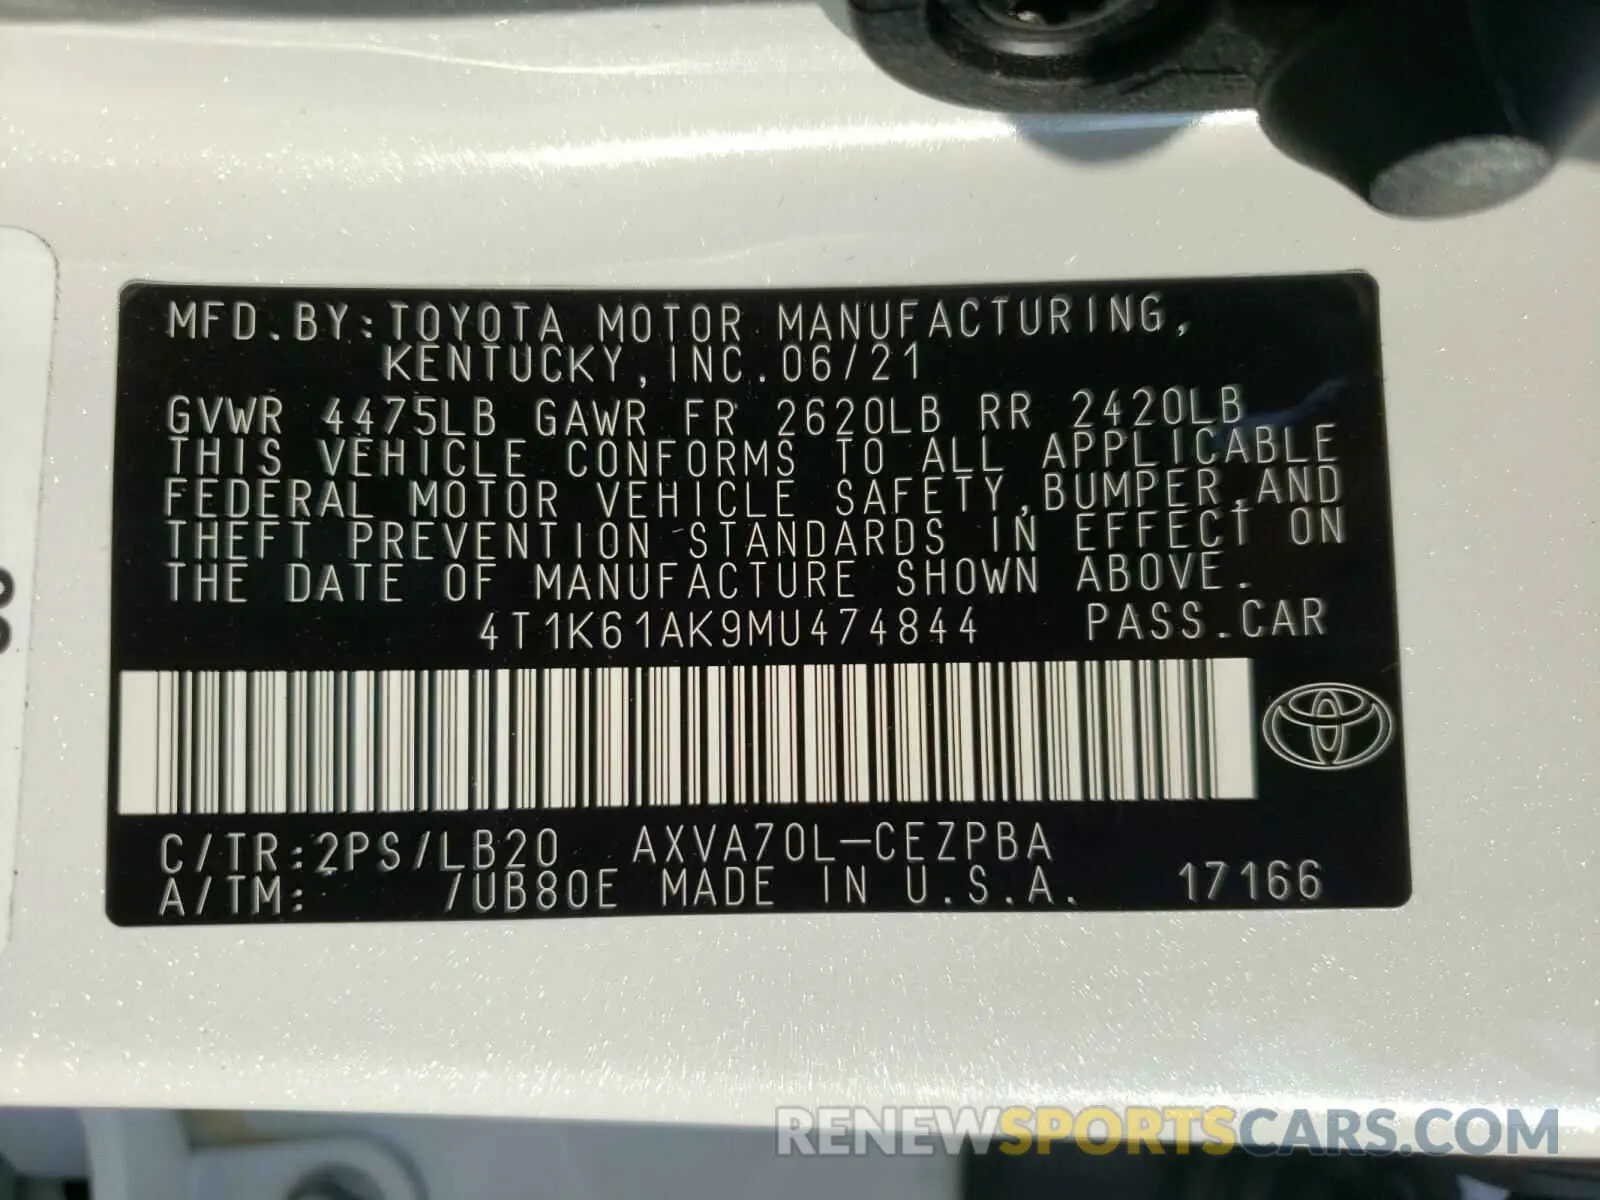 MFD.BY:TOYOTA MOTOR MANUFACTURING,
KENTUCKY,INC.06/21
GVWR 4475LB GAWR FR 2620LB RR 2420LB
THIS VEHICLE CONFORMS TO ALL APPLICABLE
FEDERAL MOTOR VEHICLE SAFETY,BUMPER,AND
THEFT PREVENTION STANDARDS IN EFFECT ON
THE DATE OF MANUFACTURE SHOWN ABOVE.
4T1K61AK9MU474844 PASS.CAR
C/TR:2PS/LB20 AXVA70L-CEZPBA
A/TM: /UB80E MADE IN U.S.A. 17166
RENEWSPORTSCARS.COM